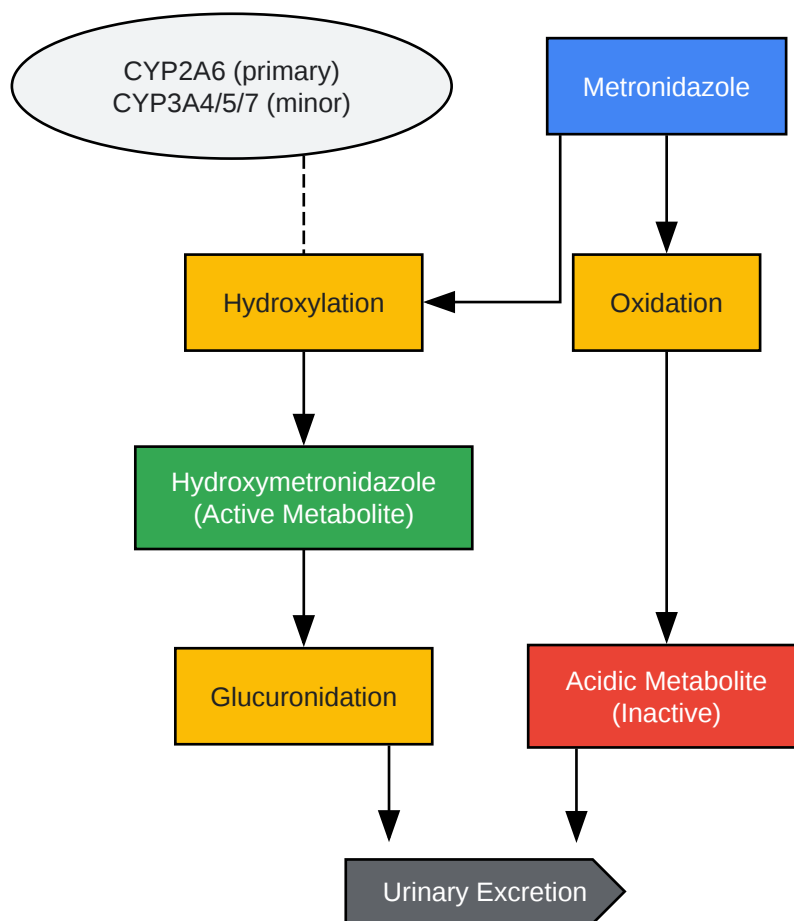 CYP2A6 (primary)
CYP3A4/5/7 (minor)
Metronidazole
Hydroxylation
Oxidation
Hydroxymetronidazole
(Active Metabolite)
Glucuronidation
Acidic Metabolite
(Inactive)
Urinary Excretion